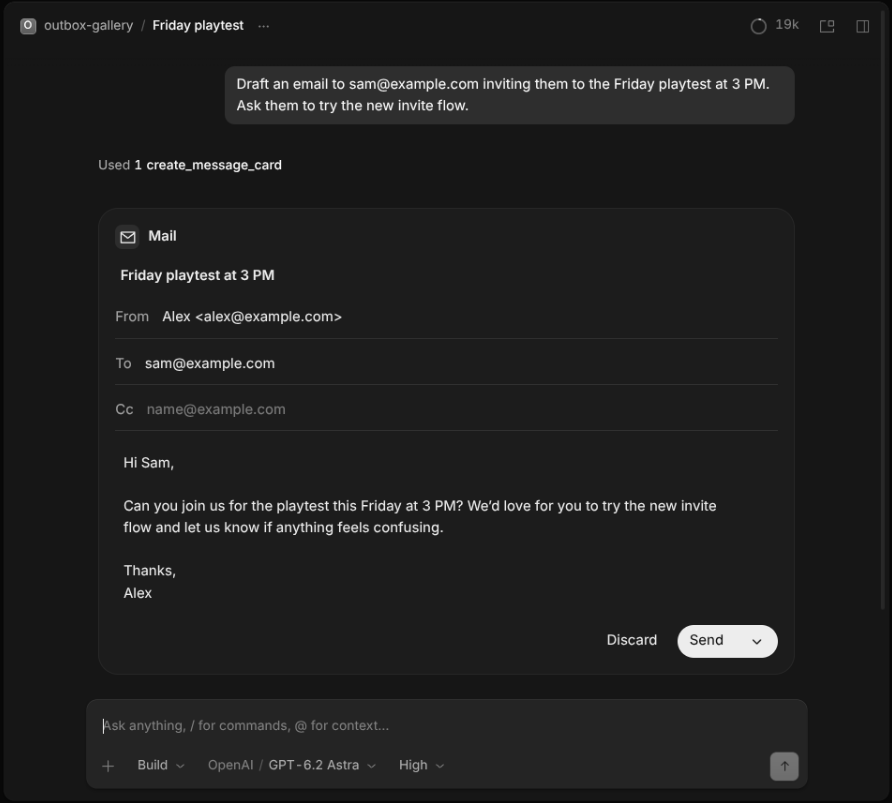 O outbox-gallery / Friday playtest ...
19k
Draft an email to sam@example.com inviting them to the Friday playtest at 3 PM.
Ask them to try the new invite flow.
Used 1 create_message_card
Mail
Friday playtest at 3 PM
From Alex <alex@example.com>
To sam@example.com
Cc name@example.com
Hi Sam,
Can you join us for the playtest this Friday at 3 PM? We’d love for you to try the new invite
flow and let us know if anything feels confusing.
Thanks,
Alex
Discard Send
Ask anything, / for commands, @ for context...
Build OpenAI / GPT-6.2 Astra High